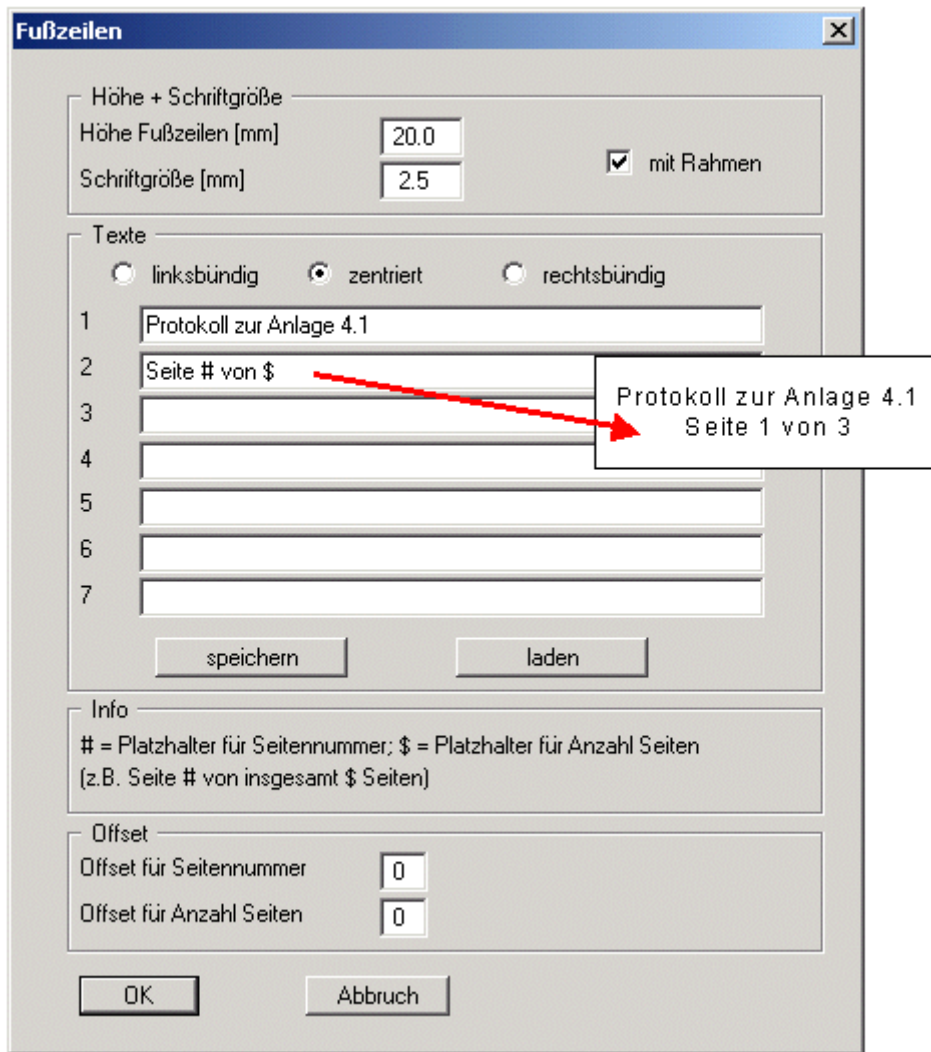 Fußzeilen
Höhe + Schriftgröße
Höhe Fußzeilen [mm] 20.0
mit Rahmen
Schriftgröße [mm] 2.5
Texte
linksbündig zentriert rechtsbündig
1 Protokoll zur Anlage 4.1
2 Seite # von $
Protokoll zur Anlage 4.1
Seite 1 von 3
3
4
5
6
7
speichern laden
Info
# = Platzhalter für Seitennummer; $ = Platzhalter für Anzahl Seiten
(z.B. Seite # von insgesamt $ Seiten)
Offset
Offset für Seitennummer 0
Offset für Anzahl Seiten 0
OK Abbruch